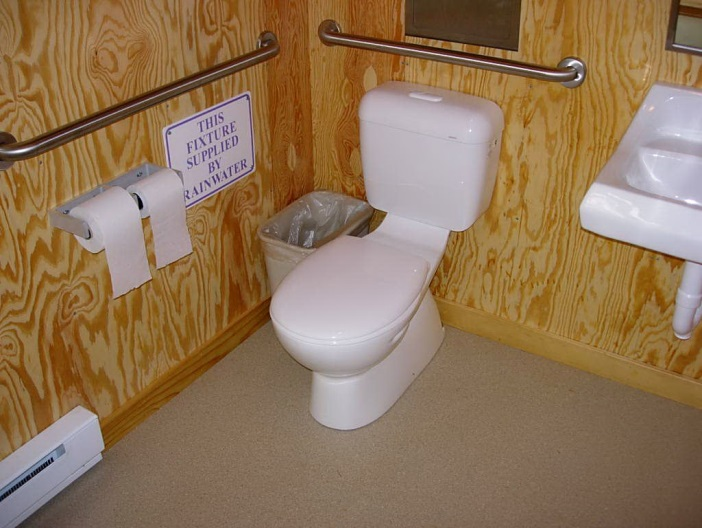 THIS
FIXTURE
SUPPLIED
BY
RAINWATER